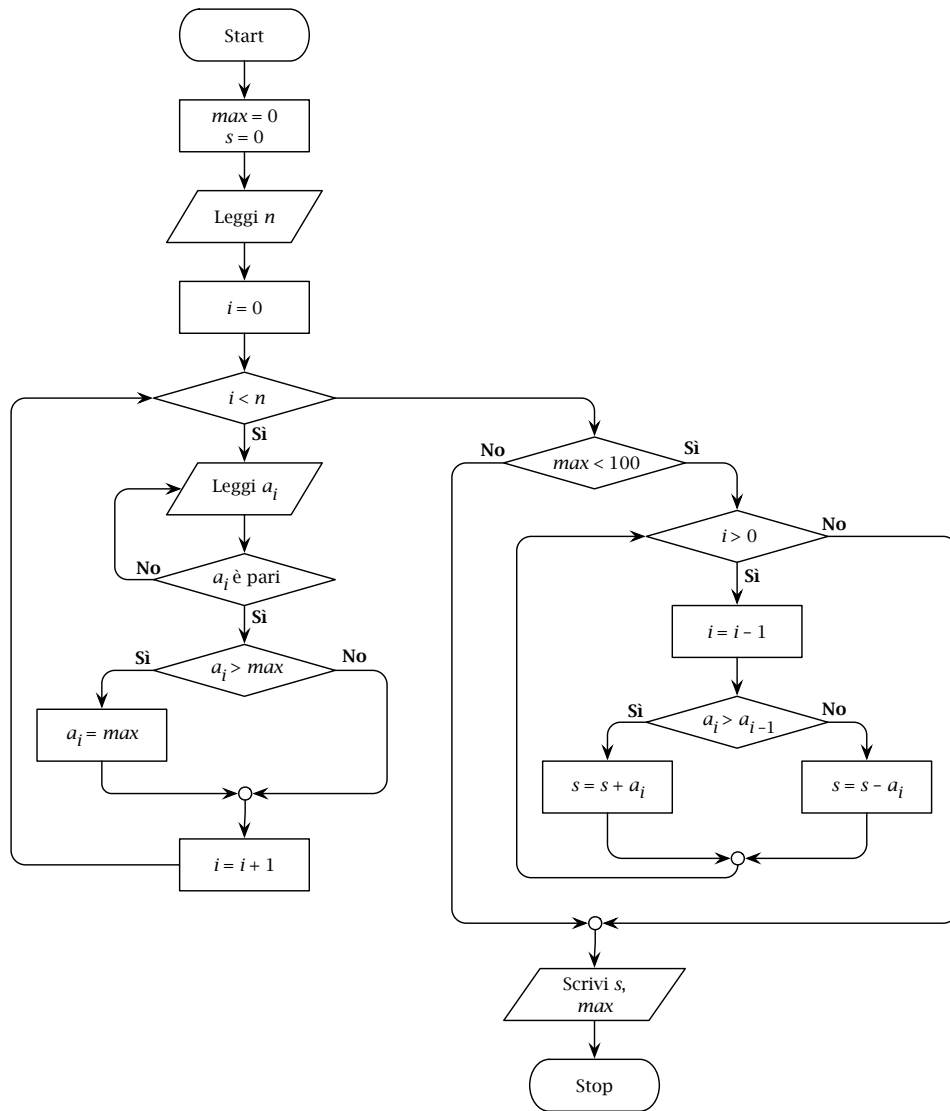 Start
max = 0
s = 0
Leggi n
i = 0
i < n
Sì
Leggi a_i
No
a_i è pari
Sì
Sì
a_i > max
No
a_i = max
i = i + 1
No
max < 100
Sì
i > 0
No
Sì
i = i – 1
Sì
a_i > a_{i–1}
No
s = s + a_i
s = s – a_i
Scrivi s,
max
Stop